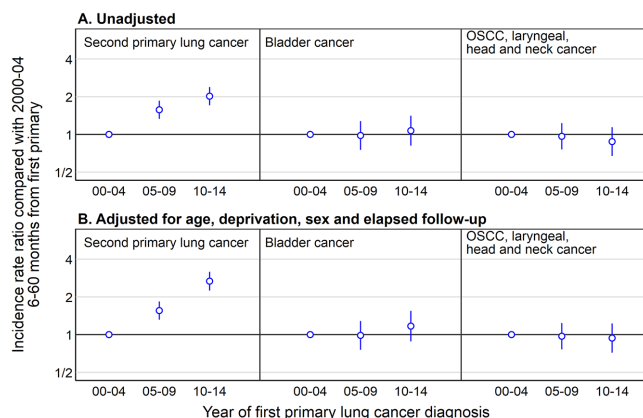 A. Unadjusted
Second primary lung cancer
Bladder cancer
OSCC, laryngeal,
head and neck cancer
4
2
1
1/2
00-04 05-09 10-14 00-04 05-09 10-14 00-04 05-09 10-14
B. Adjusted for age, deprivation, sex and elapsed follow-up
Second primary lung cancer
Bladder cancer
OSCC, laryngeal,
head and neck cancer
4
2
1
1/2
00-04 05-09 10-14 00-04 05-09 10-14 00-04 05-09 10-14
Incidence rate ratio compared with 2000-04
6-60 months from first primary
Year of first primary lung cancer diagnosis